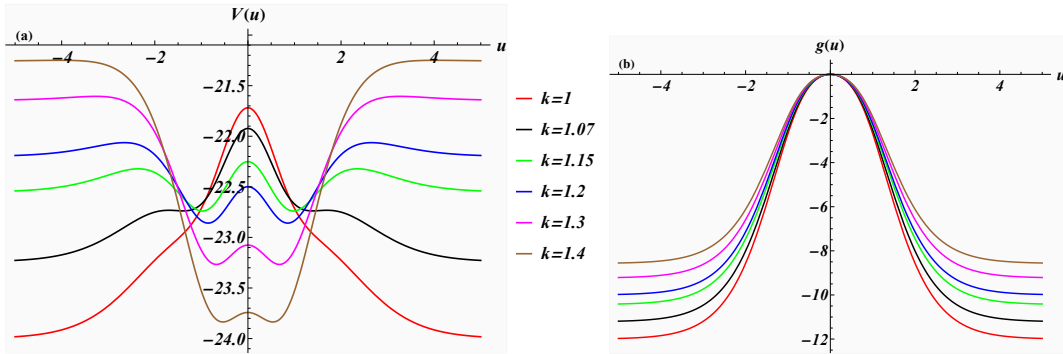 V(u)
(a)
u
−4 −2 2 4
−21.5
−22.0
−22.5
−23.0
−23.5
−24.0
k=1
k=1.07
k=1.15
k=1.2
k=1.3
k=1.4
g(u)
(b)
u
−4 −2 2 4
−2
−4
−6
−8
−10
−12